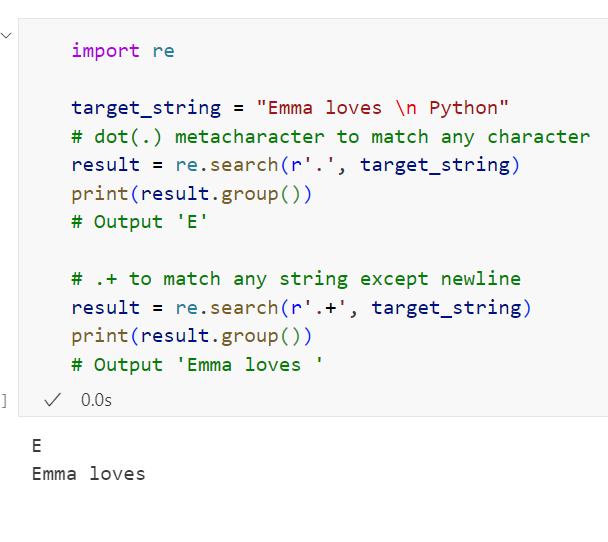 import re
target_string = "Emma loves \n Python"
# dot(.) metacharacter to match any character
result = re.search(r'.', target_string)
print(result.group())
# Output 'E'
# .+ to match any string except newline
result = re.search(r'.+', target_string)
print(result.group())
# Output 'Emma loves '
] ✓ 0.0s
E
Emma loves